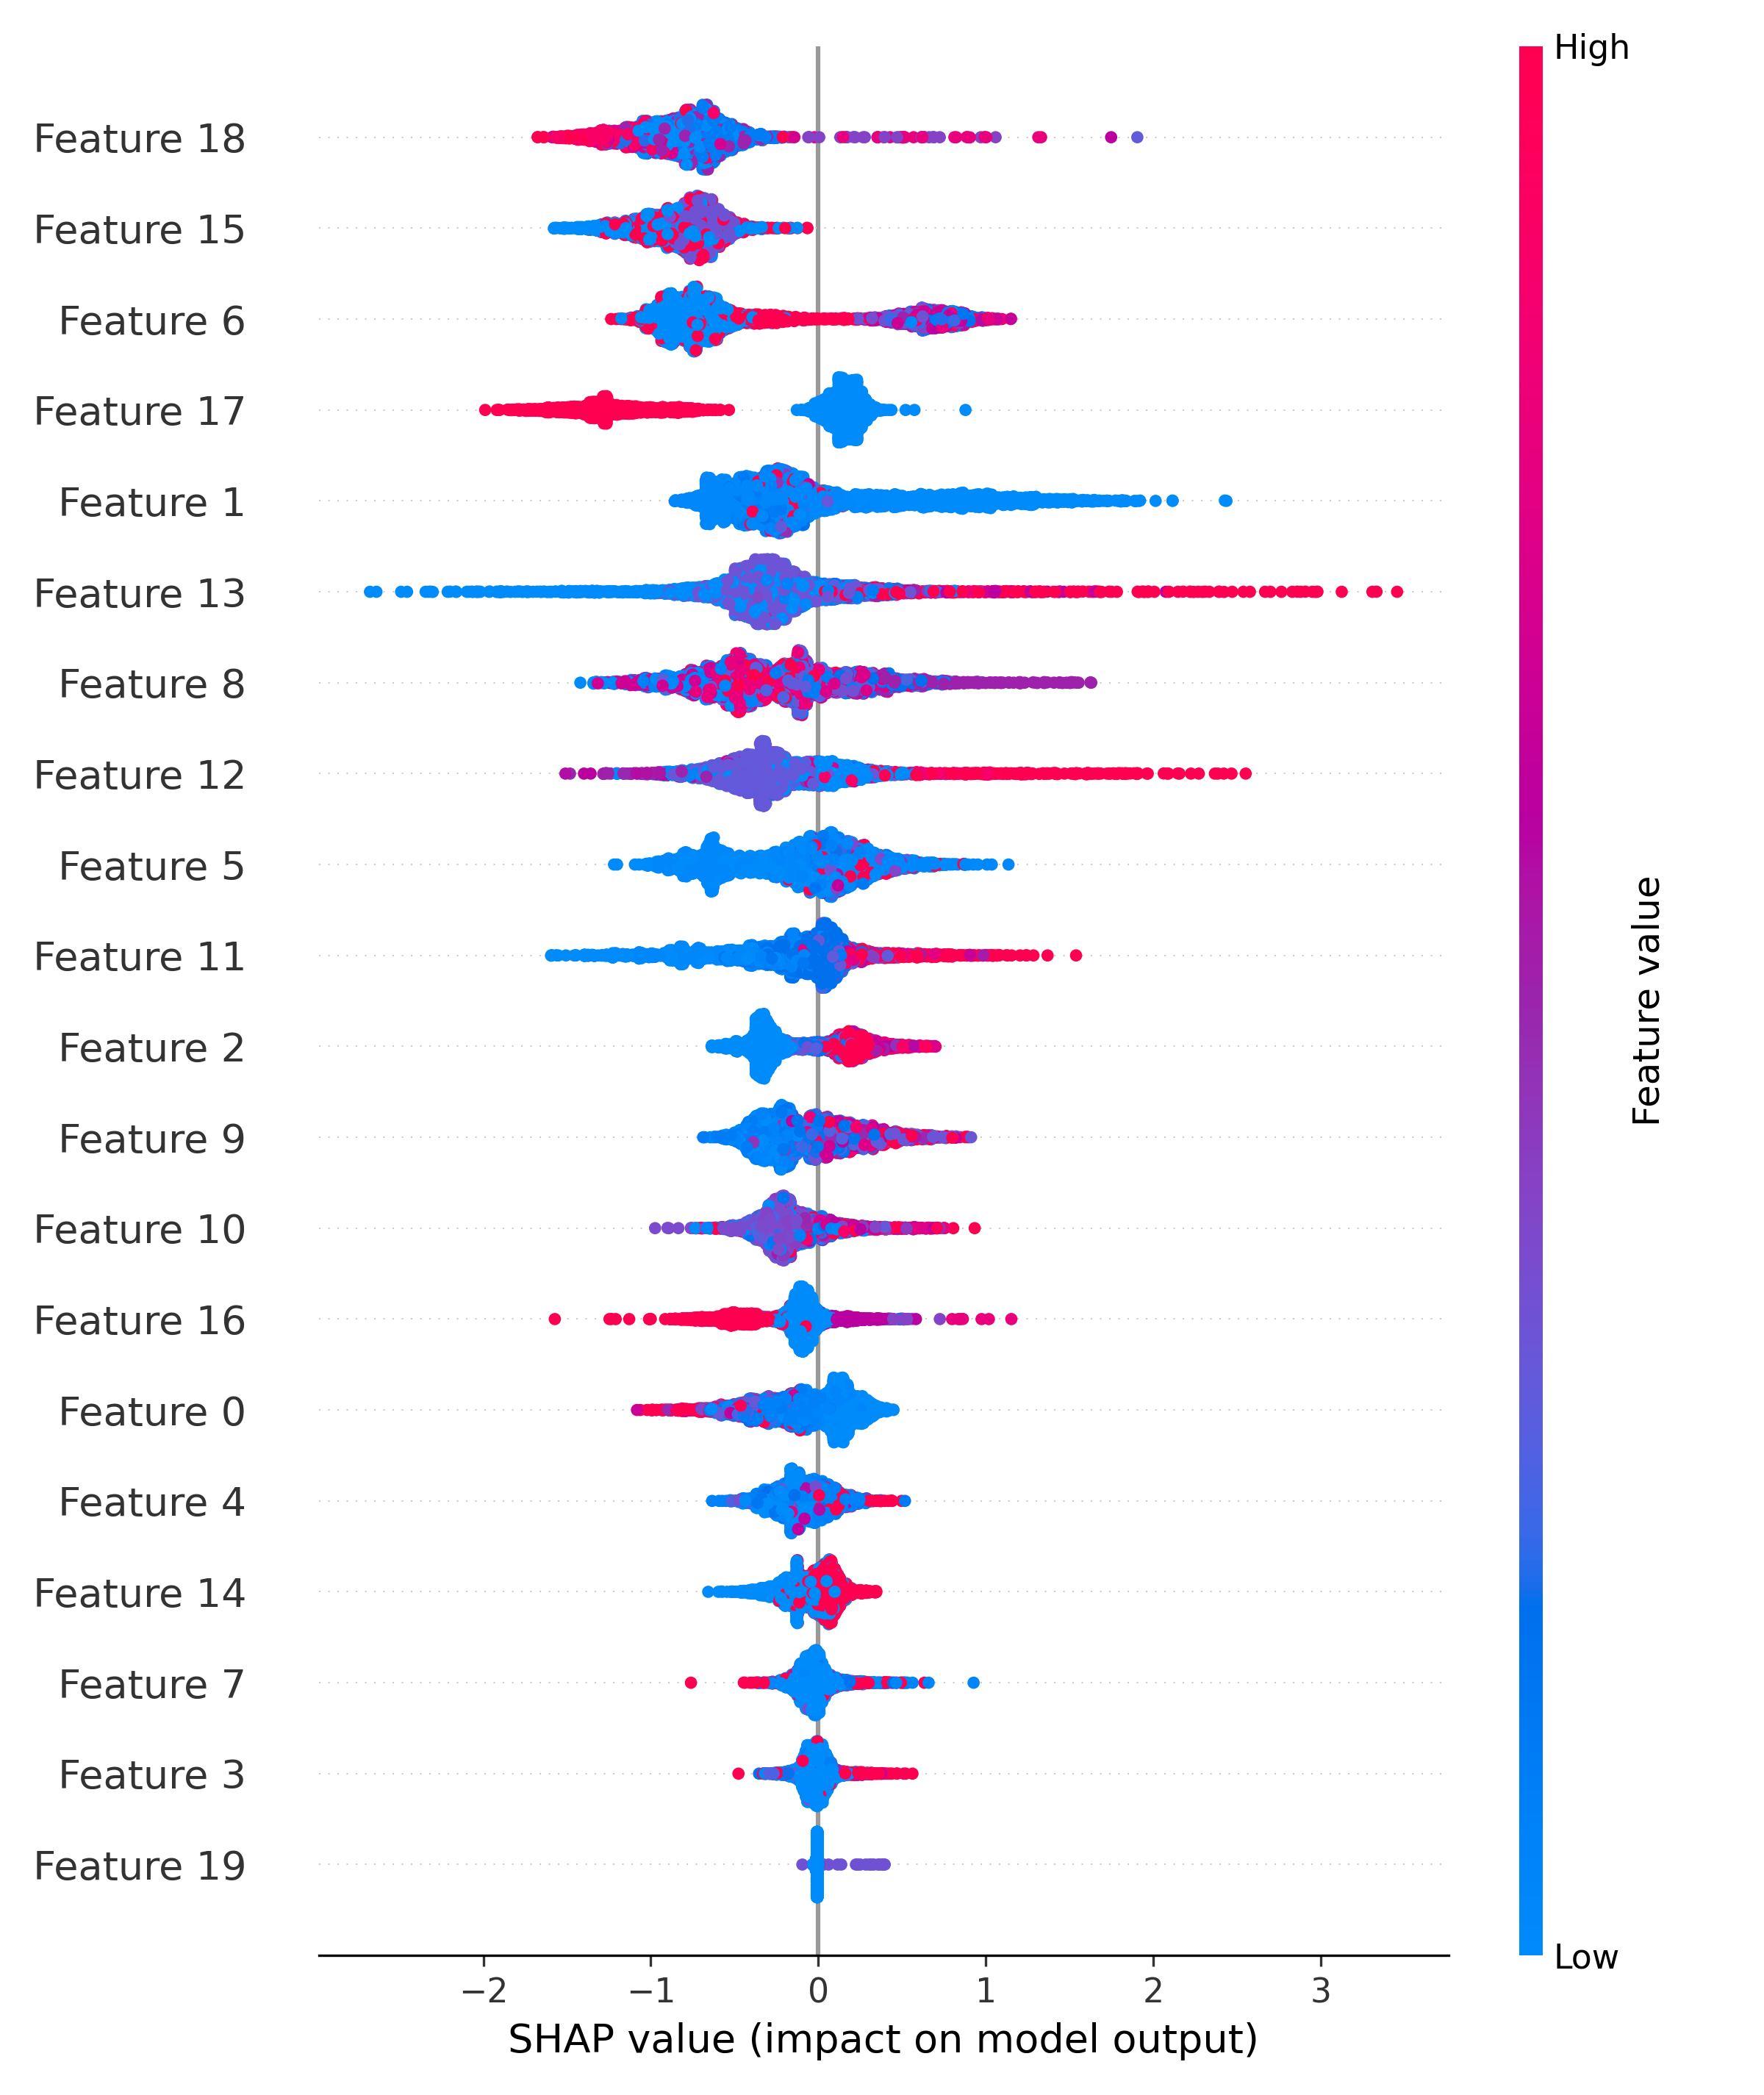 High
Feature 18
Feature 15
Feature 6
Feature 17
Feature 1
Feature 13
Feature 8
Feature 12
Feature 5
Feature 11
Feature 2
Feature 9
Feature 10
Feature 16
Feature 0
Feature 4
Feature 14
Feature 7
Feature 3
Feature 19
Feature value
Low
−2 −1 0 1 2 3
SHAP value (impact on model output)